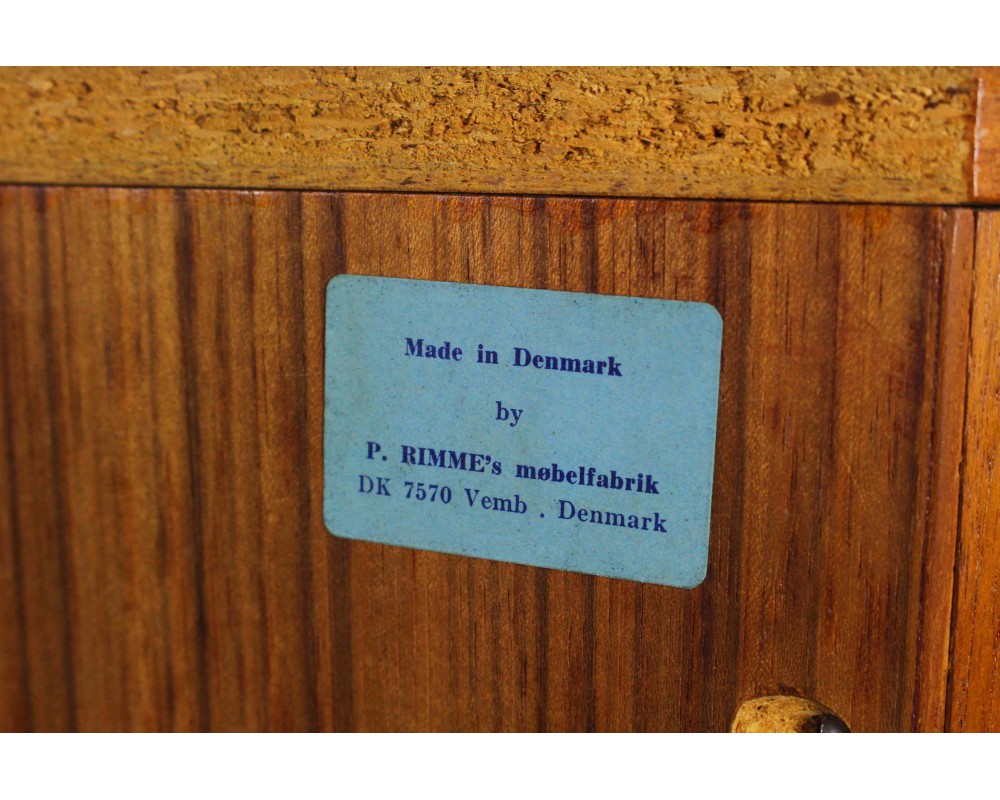 Made in Denmark
by
P. RIMME's møbelfabrik
DK 7570 Vemb . Denmark